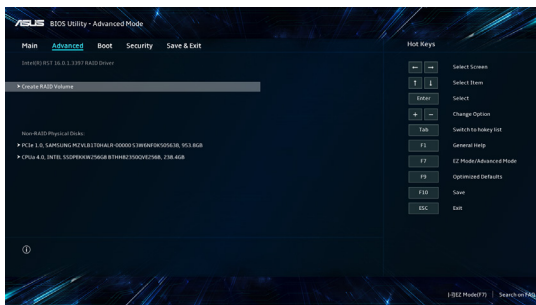 ASUS BIOS Utility - Advanced Mode
Main Advanced Boot Security Save & Exit
Hot Keys
Intel(R) RST 16.0.1.3397 RAID Driver
Create RAID Volume
Non-RAID Physical Disks:
PCIe 1.0, SAMSUNG MZVLB1T0HALR-00000 S3W6NF0K505638, 953.8GB
CPUa 4.0, INTEL SSDPEKKW256G8 BTHH82350QVE256B, 238.4GB
← → Select Screen
↑ ↓ Select Item
Enter Select
+ − Change Option
Tab Switch to hokey list
F1 General Help
F7 EZ Mode/Advanced Mode
F9 Optimized Defaults
F10 Save
ESC Exit
EZ Mode(F7) | Search on FAQ